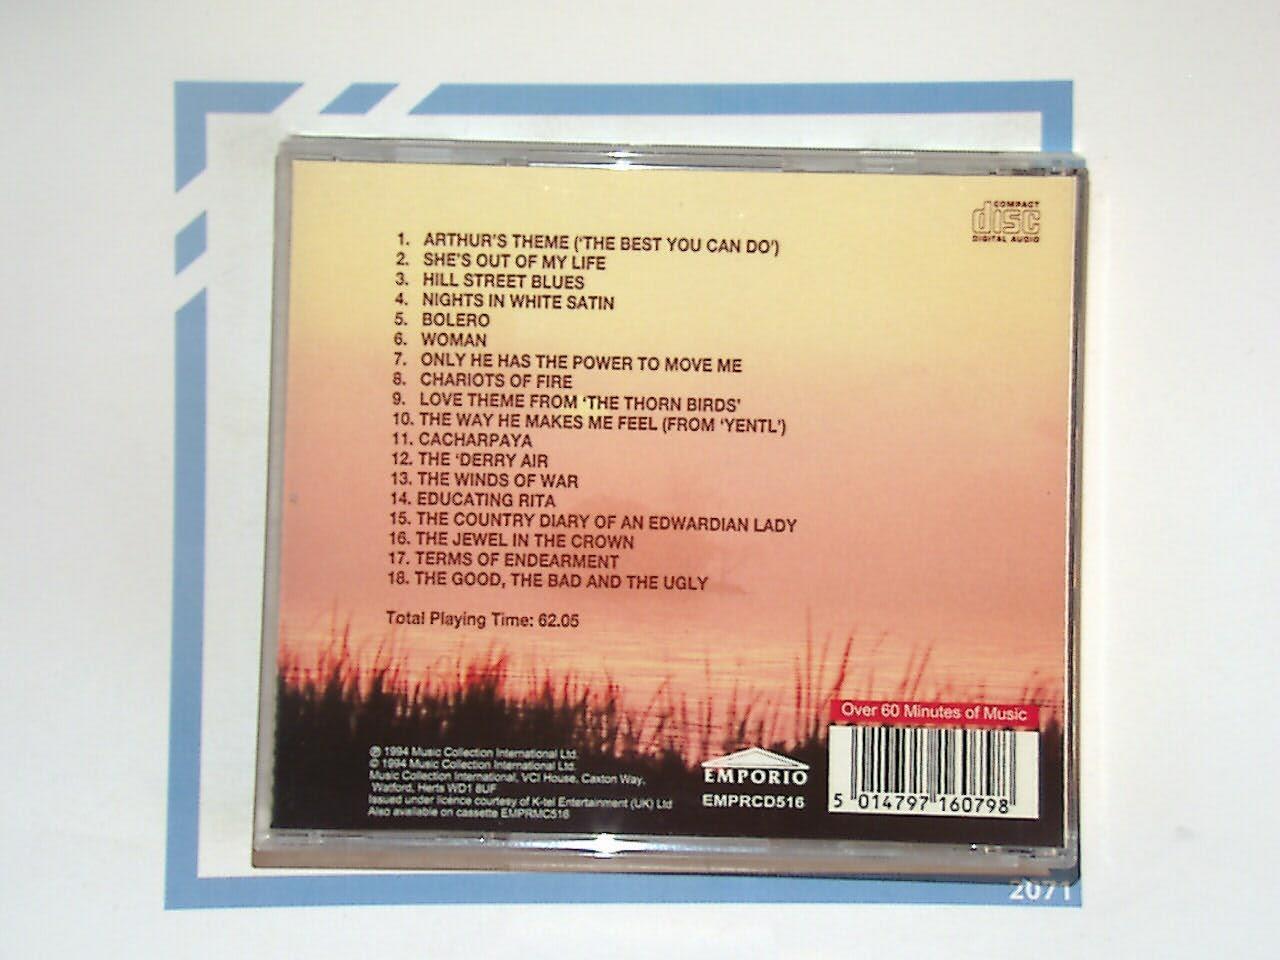 COMPACT
disc
DIGITAL AUDIO
1. ARTHUR'S THEME ('THE BEST YOU CAN DO')
2. SHE'S OUT OF MY LIFE
3. HILL STREET BLUES
4. NIGHTS IN WHITE SATIN
5. BOLERO
6. WOMAN
7. ONLY HE HAS THE POWER TO MOVE ME
8. CHARIOTS OF FIRE
9. LOVE THEME FROM 'THE THORN BIRDS'
10. THE WAY HE MAKES ME FEEL (FROM 'YENTL')
11. CACHARPAYA
12. THE 'DERRY AIR
13. THE WINDS OF WAR
14. EDUCATING RITA
15. THE COUNTRY DIARY OF AN EDWARDIAN LADY
16. THE JEWEL IN THE CROWN
17. TERMS OF ENDEARMENT
18. THE GOOD, THE BAD AND THE UGLY
Total Playing Time: 62.05
℗ 1994 Music Collection International Ltd.
© 1994 Music Collection International Ltd.
Music Collection International, VCI House, Caxton Way,
Watford, Herts WD1 8UF
Issued under licence courtesy of K-tel Entertainment (UK) Ltd
Also available on cassette EMPRMC516
EMPORIO
EMPRCD516
Over 60 Minutes of Music
5 014797 160798
2071